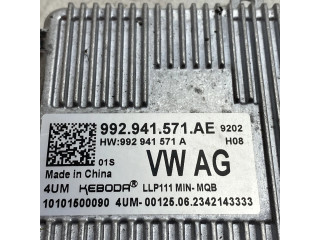 992.941.571.AE 9202
HW:992 941 571 A H08
01S VW AG
Made in China
4UM KEBODA® LLP111 MIN- MQB
10101500090 4UM- 00125.06.2342143333